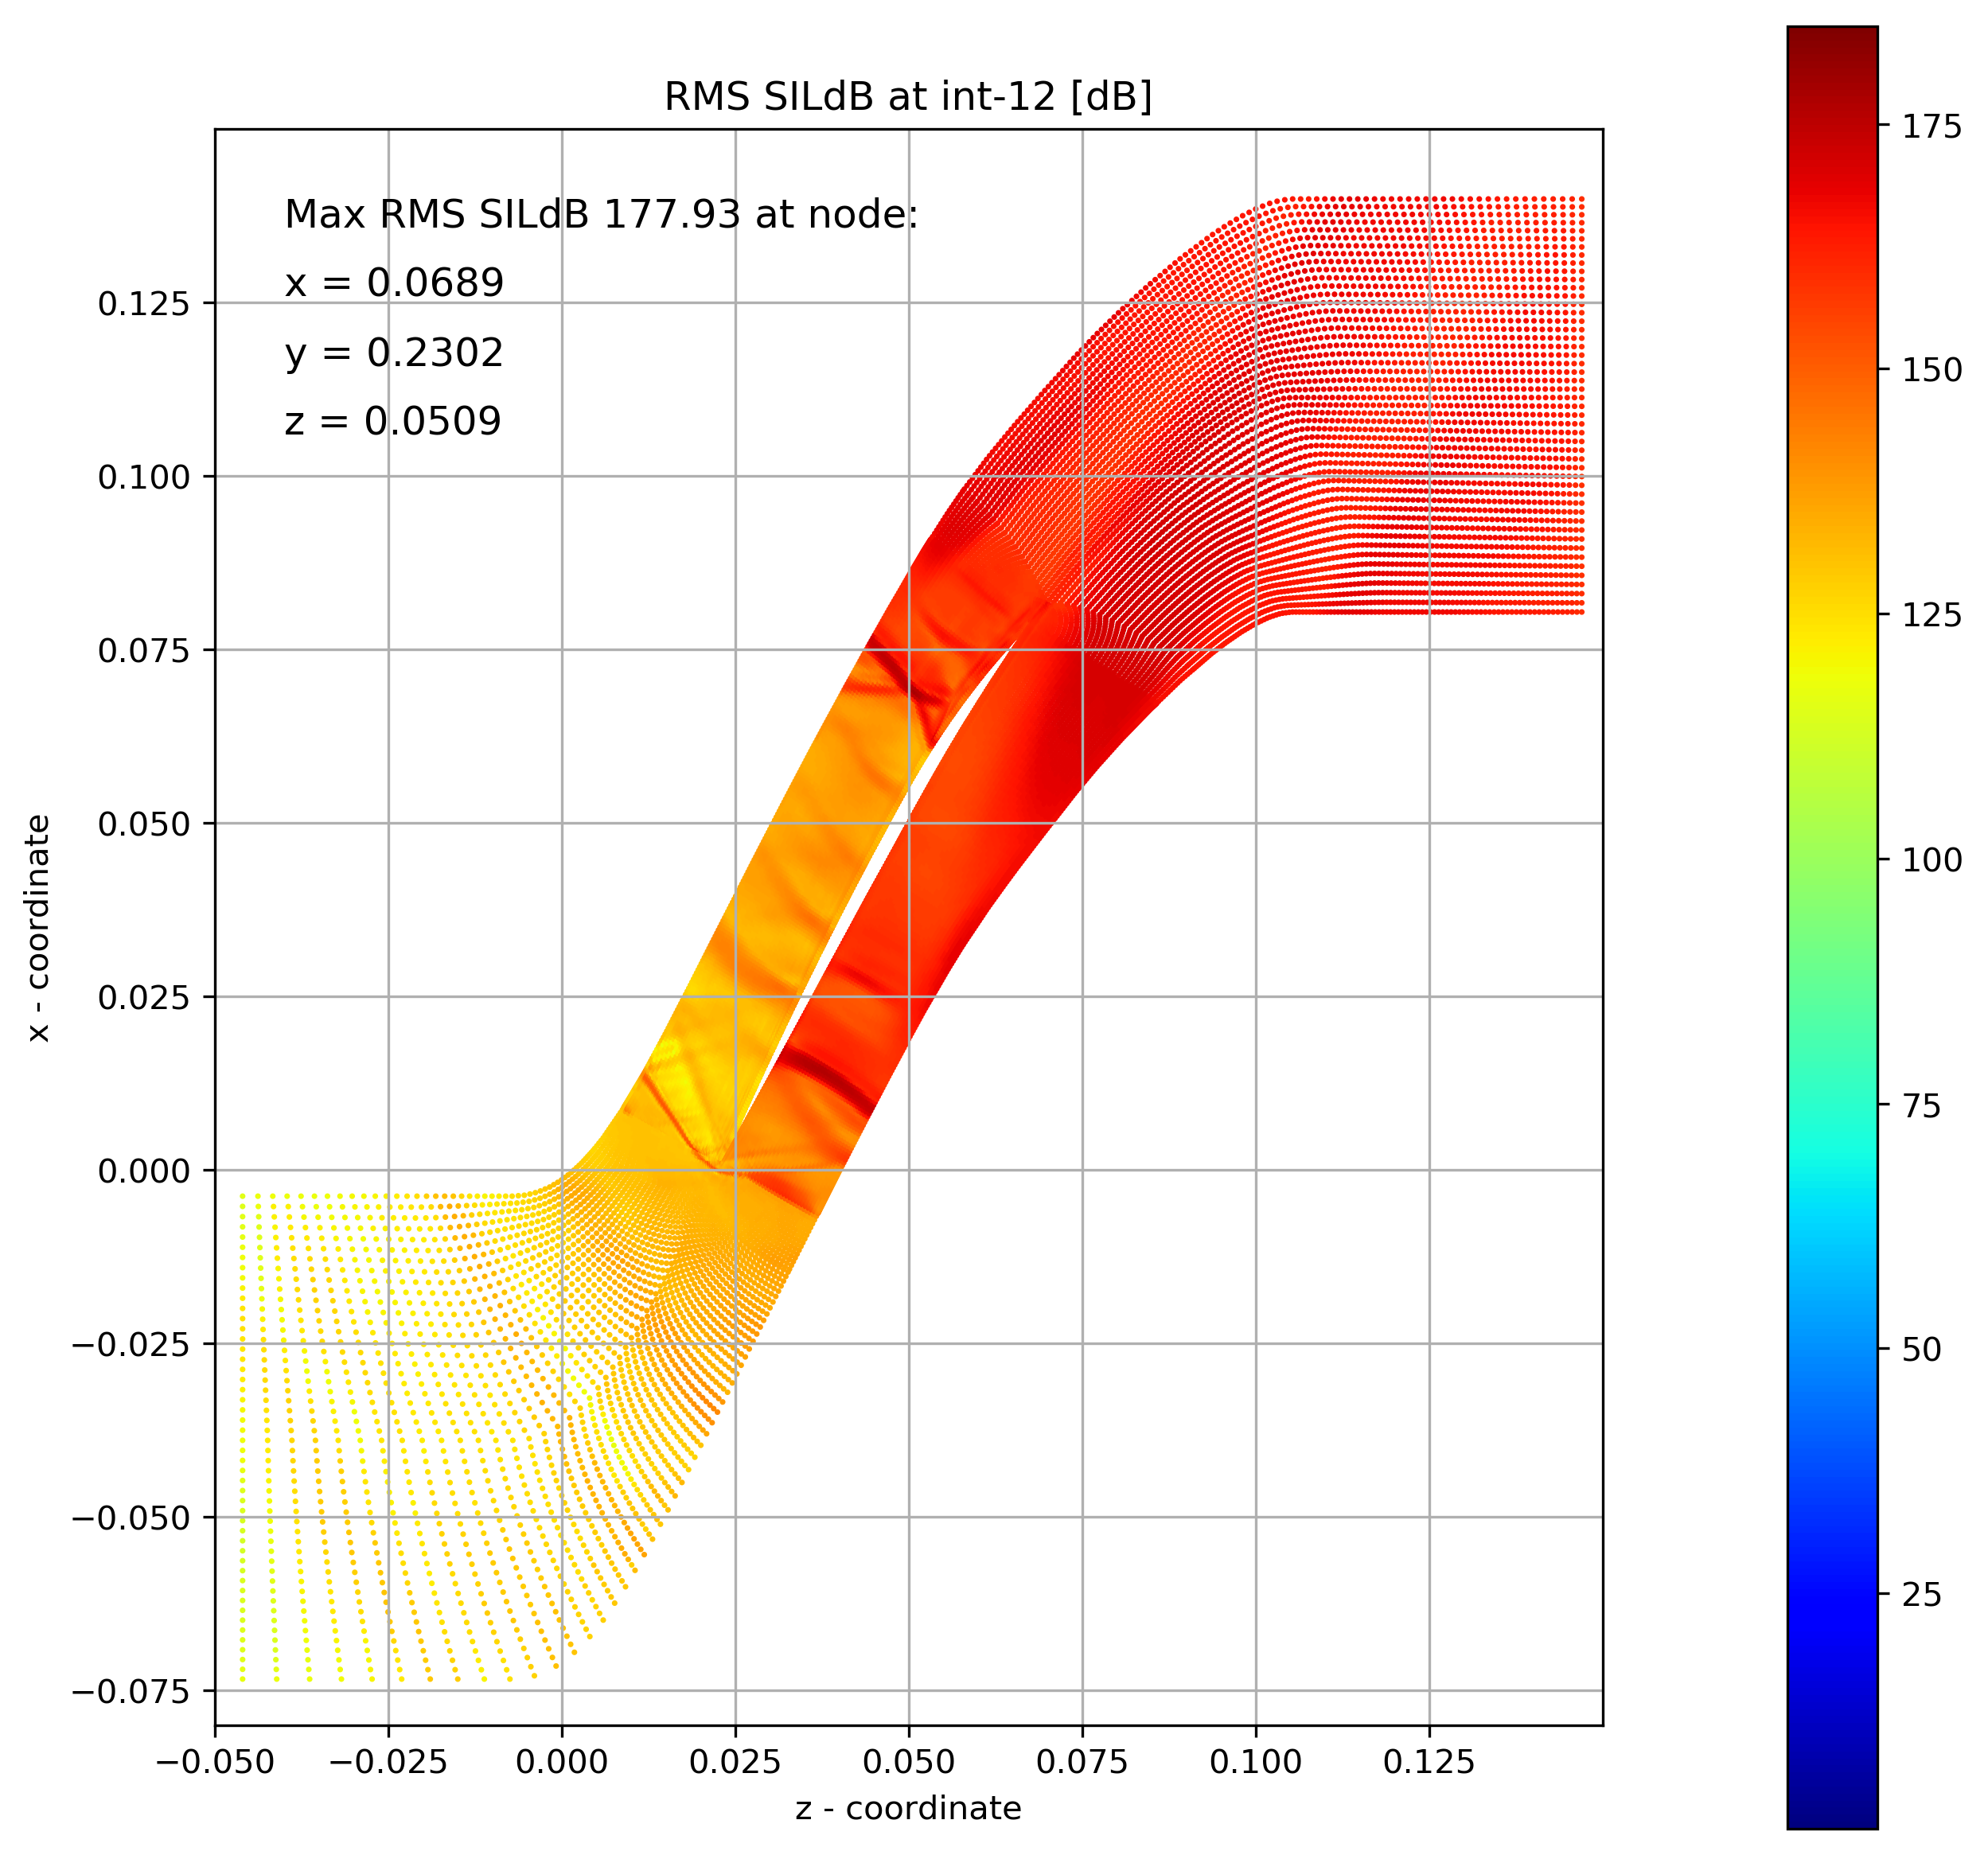 RMS SILdB at int-12 [dB]
Max RMS SILdB 177.93 at node:
x = 0.0689
y = 0.2302
z = 0.0509
x - coordinate
0.125
0.100
0.075
0.050
0.025
0.000
−0.025
−0.050
−0.075
−0.050 −0.025 0.000 0.025 0.050 0.075 0.100 0.125
z - coordinate
175
150
125
100
75
50
25